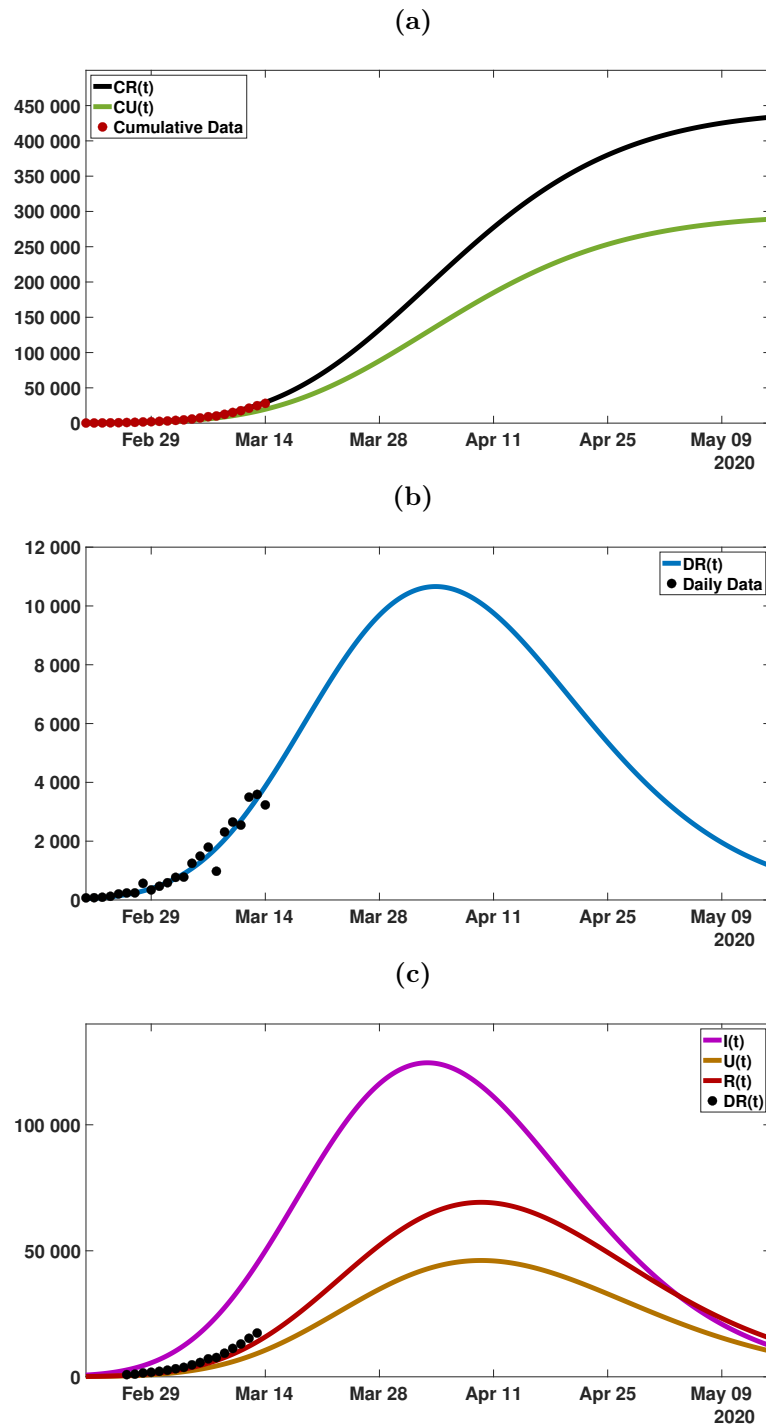 (a)
CR(t)
CU(t)
Cumulative Data
450 000
400 000
350 000
300 000
250 000
200 000
150 000
100 000
50 000
0
Feb 29 Mar 14 Mar 28 Apr 11 Apr 25 May 09
2020
(b)
DR(t)
Daily Data
12 000
10 000
8 000
6 000
4 000
2 000
0
Feb 29 Mar 14 Mar 28 Apr 11 Apr 25 May 09
2020
(c)
I(t)
U(t)
R(t)
DR(t)
100 000
50 000
0
Feb 29 Mar 14 Mar 28 Apr 11 Apr 25 May 09
2020